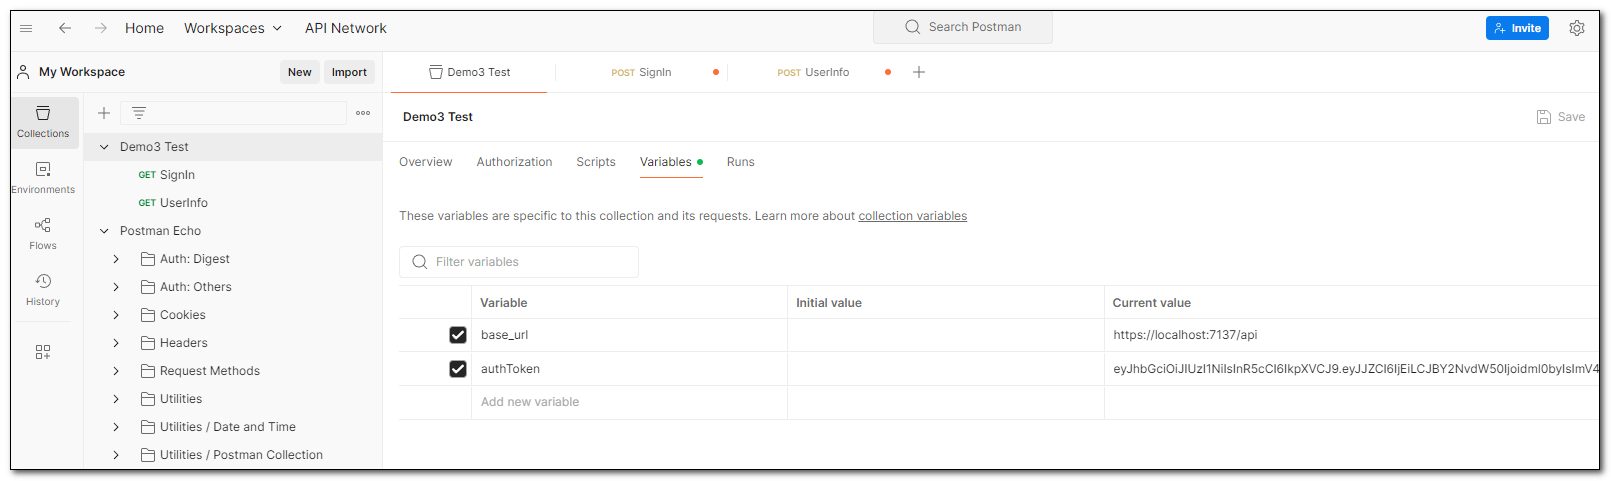 Home Workspaces API Network Search Postman Invite
My Workspace New Import Demo3 Test POST SignIn POST UserInfo
Collections
Environments
Flows
History
Demo3 Test
GET SignIn
GET UserInfo
Postman Echo
Auth: Digest
Auth: Others
Cookies
Headers
Request Methods
Utilities
Utilities / Date and Time
Utilities / Postman Collection
Demo3 Test Save
Overview Authorization Scripts Variables Runs
These variables are specific to this collection and its requests. Learn more about collection variables
Filter variables
Variable Initial value Current value
base_url https://localhost:7137/api
authToken
Add new variable